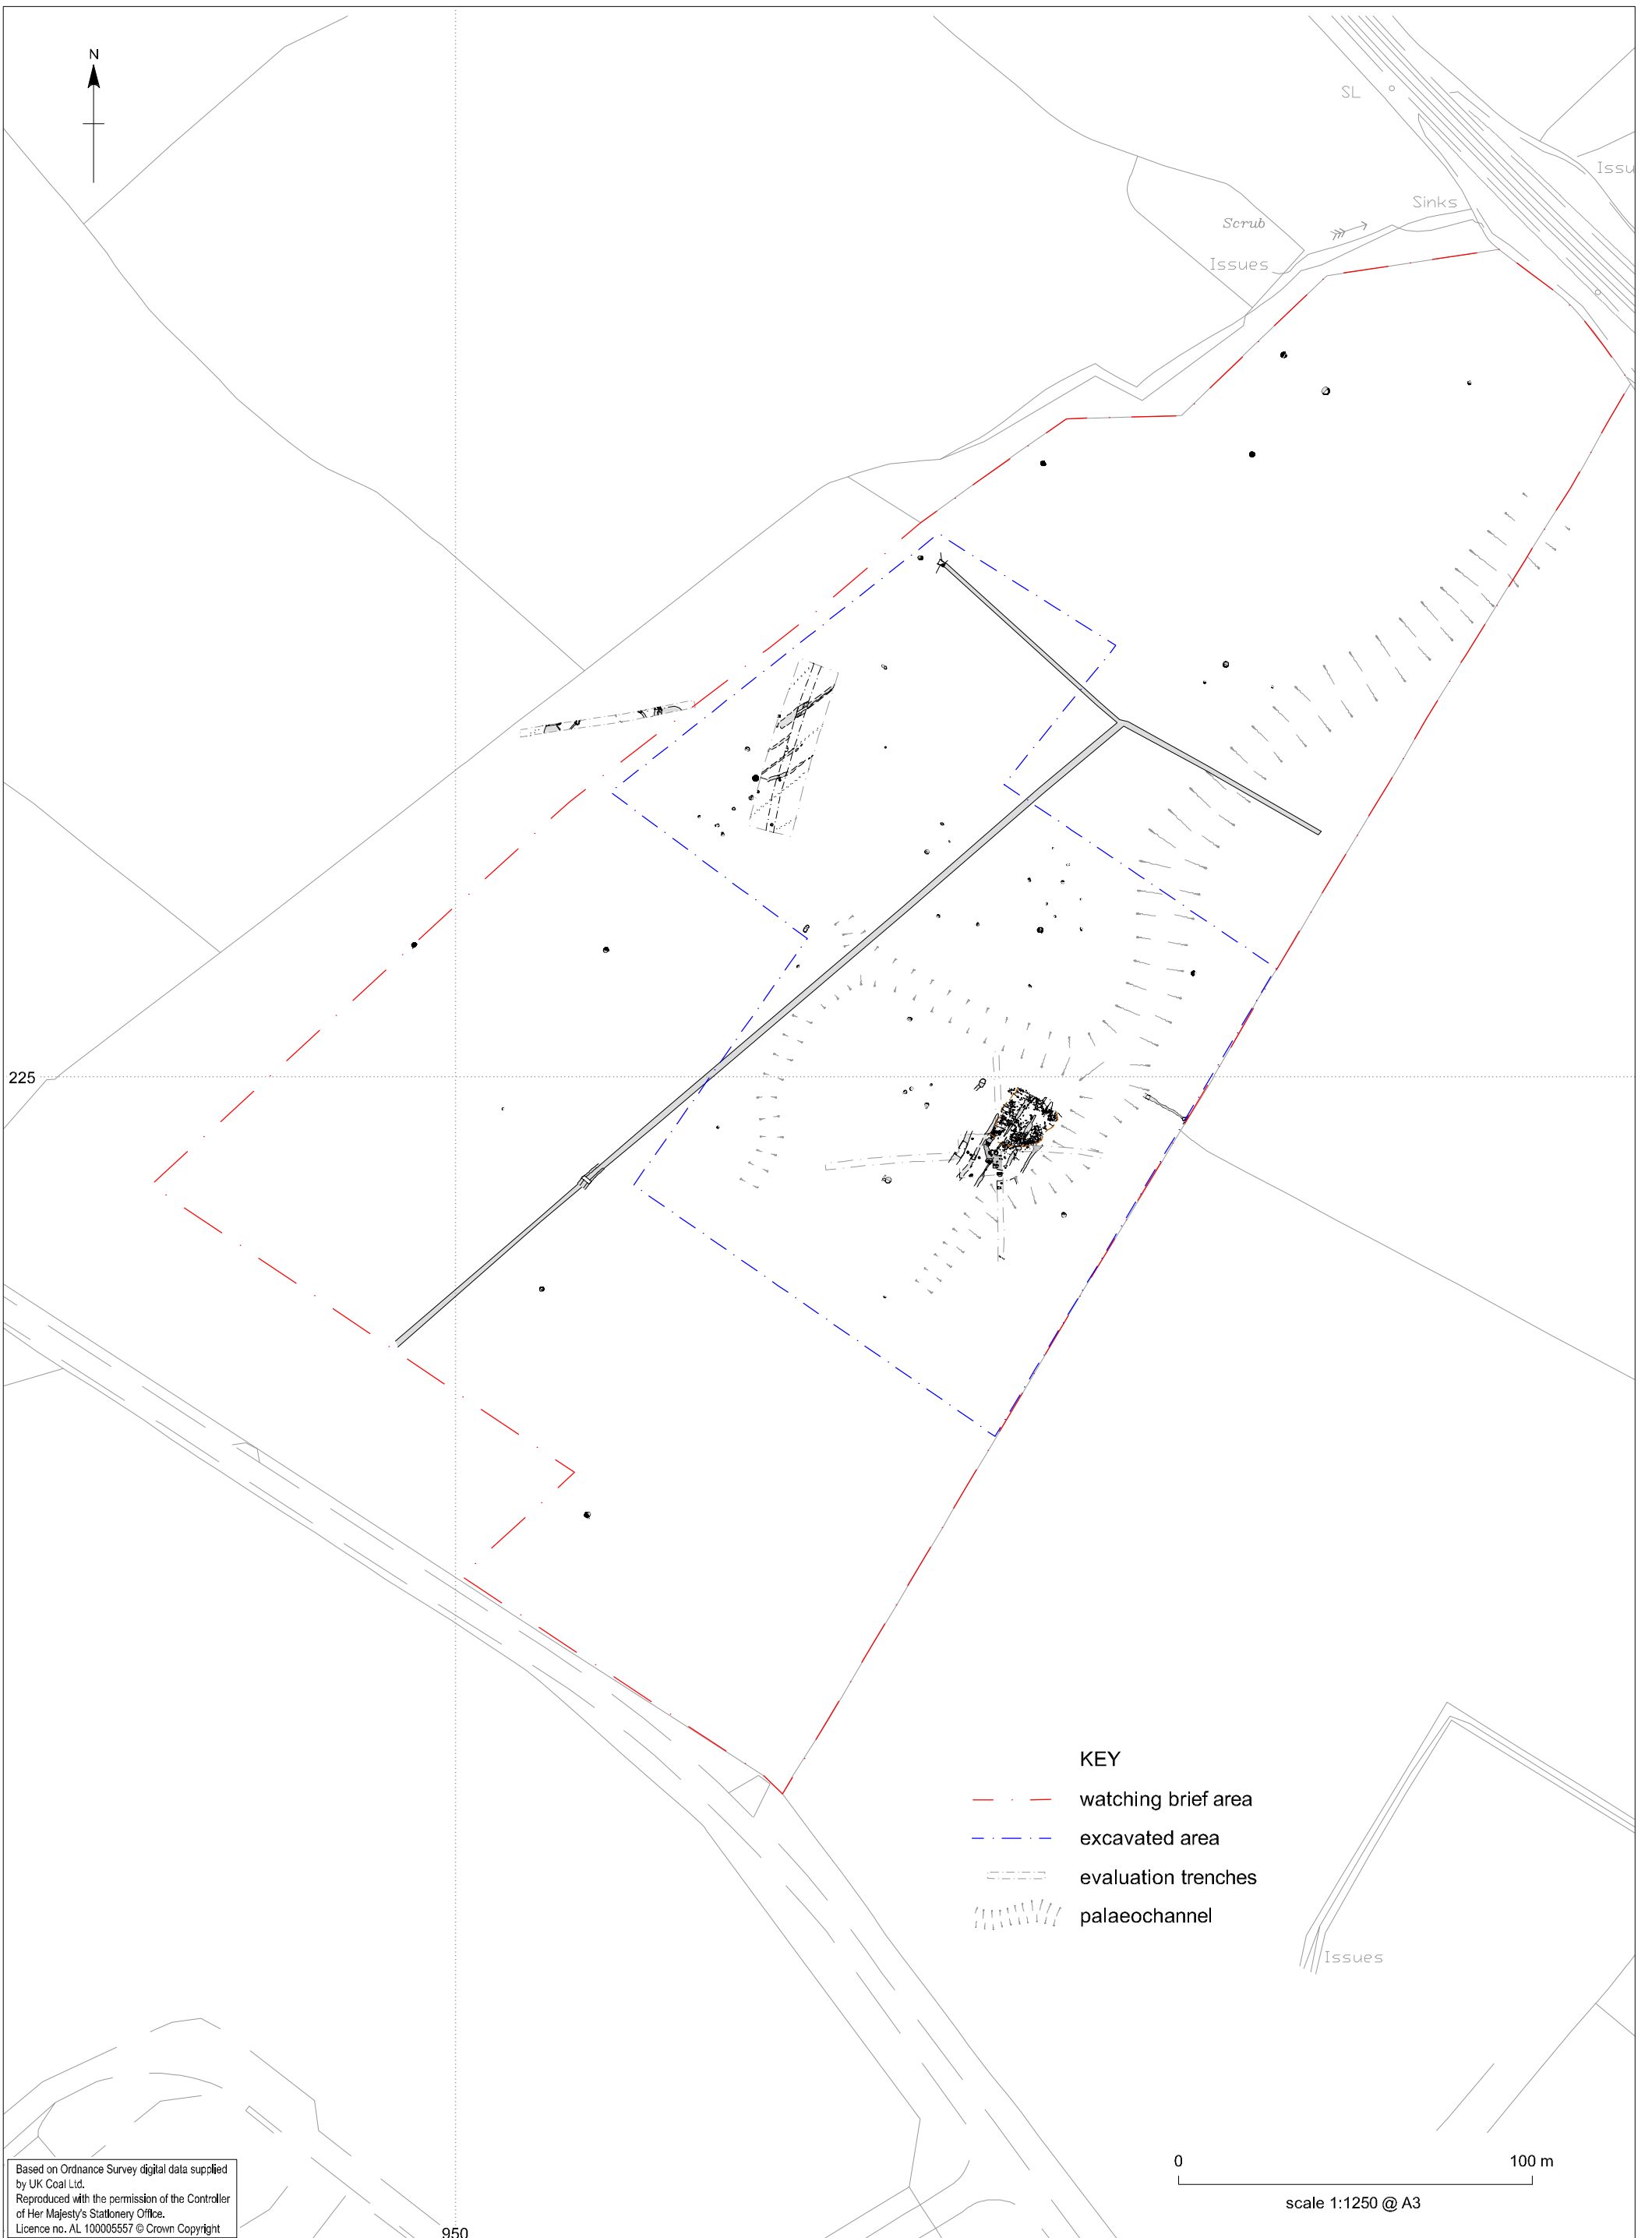 N
SL
Issu
Sinks
Scrub
Issues
225
KEY
watching brief area
excavated area
evaluation trenches
palaeochannel
Issues
0 100 m
scale 1:1250 @ A3
Based on Ordnance Survey digital data supplied
by UK Coal Ltd.
Reproduced with the permission of the Controller
of Her Majesty's Stationery Office.
Licence no. AL 100005557 © Crown Copyright
950